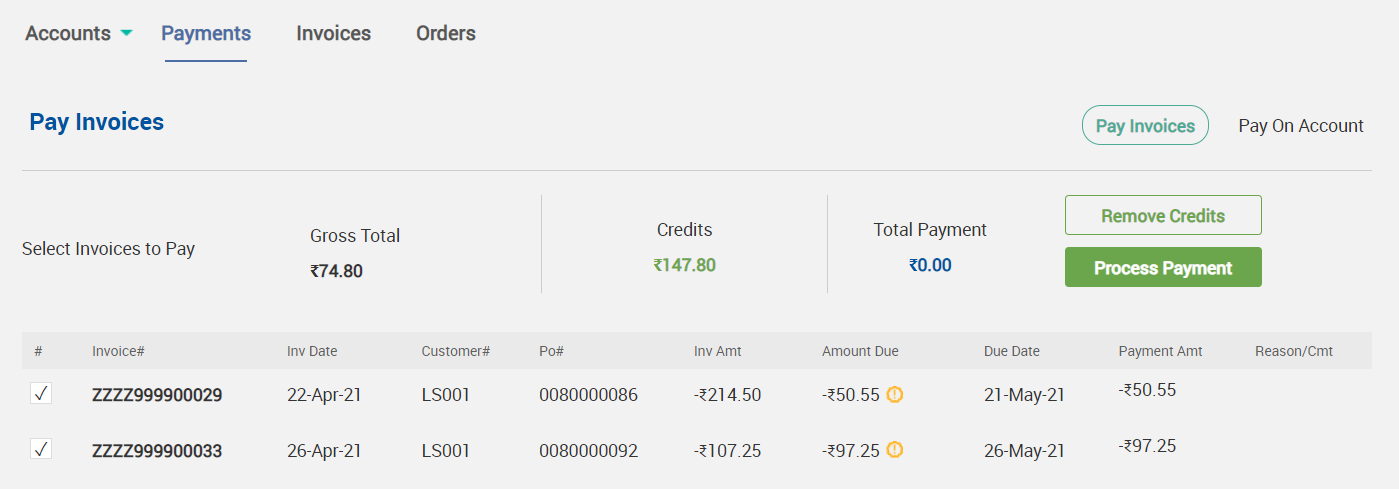 Accounts Payments Invoices Orders
Pay Invoices
Pay Invoices Pay On Account
Select Invoices to Pay
Gross Total
₹74.80
Credits
₹147.80
Total Payment
₹0.00
Remove Credits
Process Payment
# Invoice# Inv Date Customer# Po# Inv Amt Amount Due Due Date Payment Amt Reason/Cmt
ZZZZ999900029 22-Apr-21 LS001 0080000086 -₹214.50 -₹50.55 21-May-21 -₹50.55
ZZZZ999900033 26-Apr-21 LS001 0080000092 -₹107.25 -₹97.25 26-May-21 -₹97.25